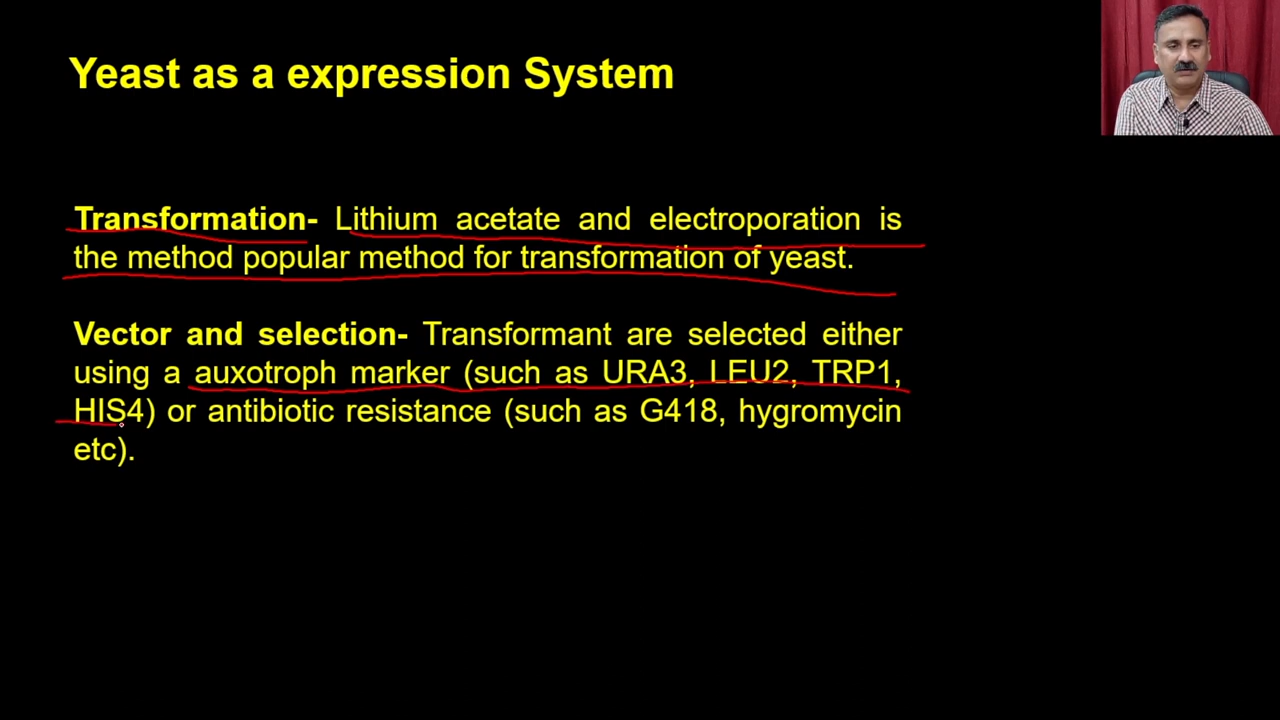 Yeast as a expression System
Transformation- Lithium acetate and electroporation is
the method popular method for transformation of yeast.
Vector and selection- Transformant are selected either
using a auxotroph marker (such as URA3, LEU2, TRP1,
HIS4) or antibiotic resistance (such as G418, hygromycin
etc).